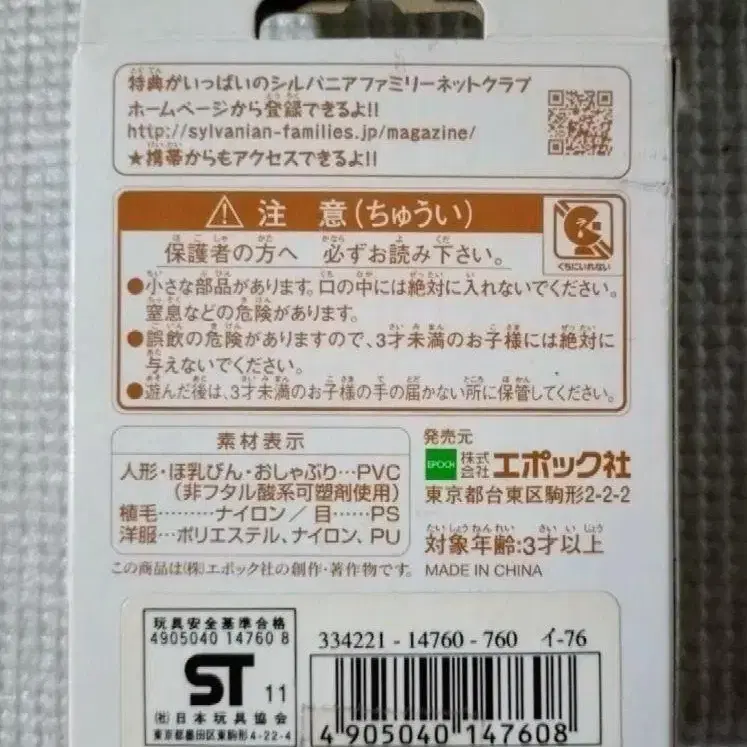 特典がいっぱいのシルバニアファミリーネットクラブ
ホームページから登録できるよ!!
http://sylvanian-families.jp/magazine/
★携帯からもアクセスできるよ!!
⚠ 注 意(ちゅうい)
保護者の方へ 必ずお読み下さい。
くちにいれない
●小さな部品があります。口の中には絶対に入れないでください。
窒息などの危険があります。
●誤飲の危険がありますので、3才未満のお子様には絶対に
与えないでください。
●遊んだ後は、3才未満のお子様の手の届かない所に保管してください。
素材表示
人形・ほ乳びん・おしゃぶり…PVC
(非フタル酸系可塑剤使用)
植毛………ナイロン/目……PS
洋服…ポリエステル、ナイロン、PU
この商品は(株)エポック社の創作・著作物です。
発売元
EPOCH 株式会社エポック社
東京都台東区駒形2-2-2
対象年齢:3才以上
MADE IN CHINA
玩具安全基準合格
4905040 14760 8
ST 11
(社)日本玩具協会
東京都墨田区東駒形4-22-4
334221-14760-760 イ-76
4 905040 147608